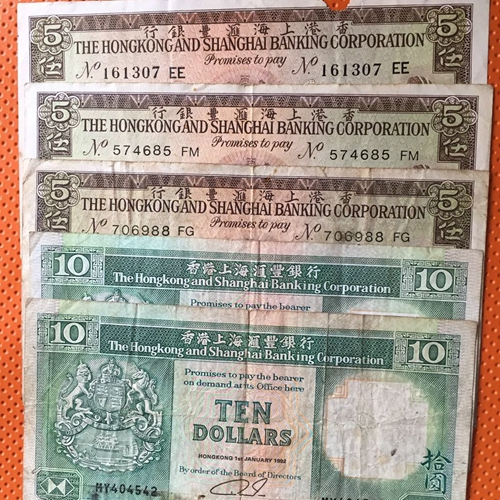 5 香港上海滙豐銀行 5
伍 THE HONGKONG AND SHANGHAI BANKING CORPORATION 伍
Promises to pay
No 161307 EE No 161307 EE
5 香港上海滙豐銀行 5
伍 THE HONGKONG AND SHANGHAI BANKING CORPORATION 伍
Promises to pay
No 574685 FM No 574685 FM
5 香港上海滙豐銀行 5
伍 THE HONGKONG AND SHANGHAI BANKING CORPORATION 伍
Promises to pay
No 706988 FG No 706988 FG
10 香港上海滙豐銀行 10
The Hongkong and Shanghai Banking Corporation
Promises to pay the bearer
10 香港上海滙豐銀行 10
The Hongkong and Shanghai Banking Corporation
Promises to pay the bearer
on demand at its Office here
TEN
DOLLARS
HONGKONG 1st JANUARY 1992
By order of the Board of Directors
拾圓
HY404542